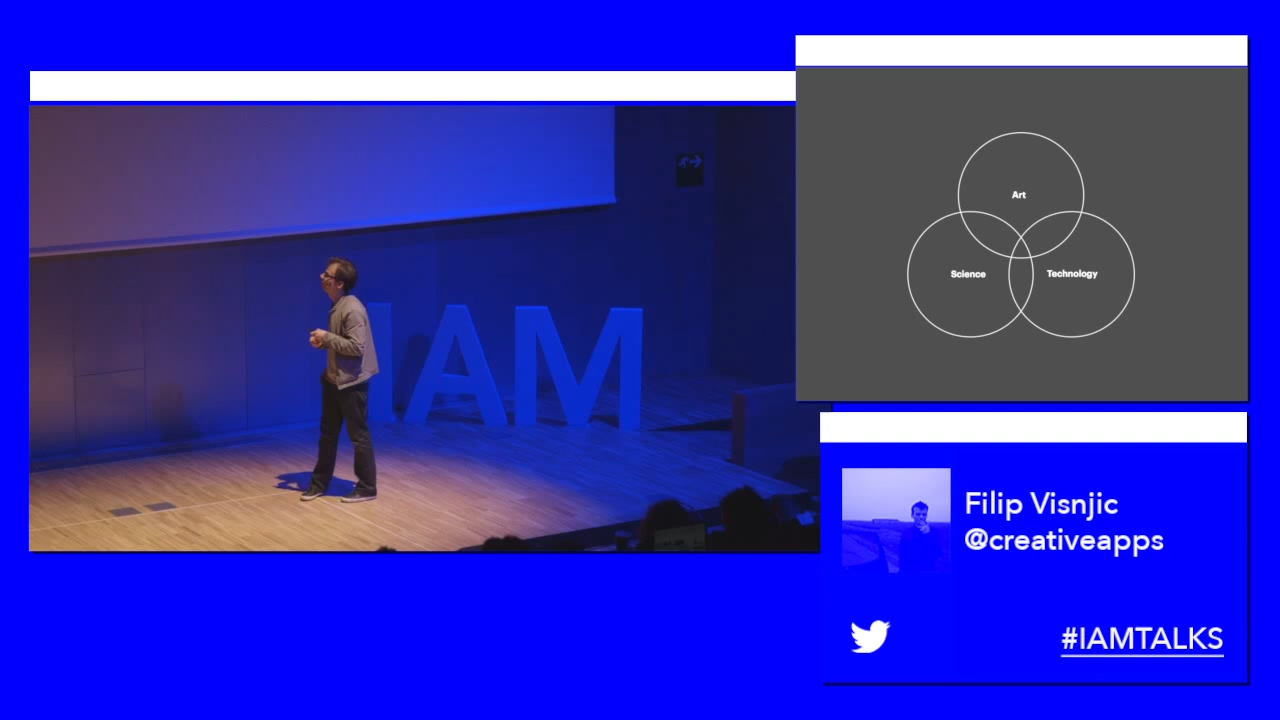 IAM
Art
Science
Technology
Filip Visnjic
@creativeapps
#IAMTALKS